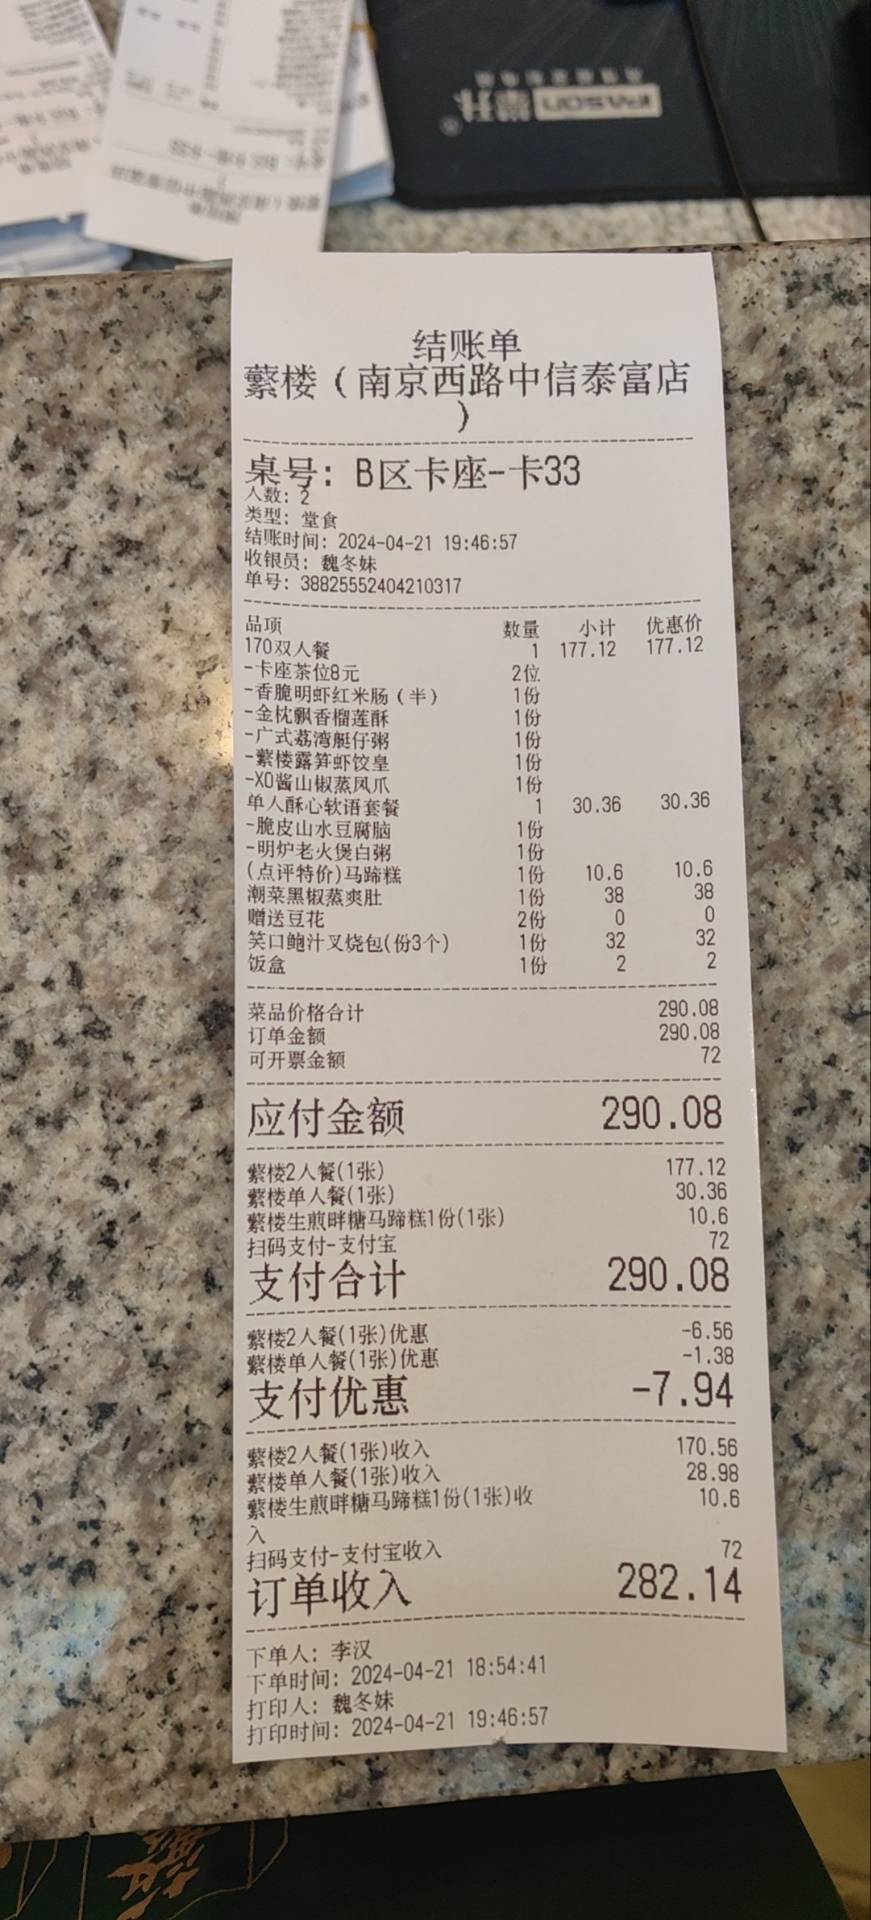 PASON
结账单
蘩楼（南京西路中信泰富店
）
桌号: B区卡座-卡33
人数: 2
类型: 堂食
结账时间: 2024-04-21 19:46:57
收银员: 魏冬妹
单号: 38825552404210317
品项 数量 小计 优惠价
170双人餐 1 177.12 177.12
-卡座茶位8元 2位
-香脆明虾红米肠（半） 1份
-金枕飘香榴莲酥 1份
-广式荔湾艇仔粥 1份
-蘩楼露笋虾饺皇 1份
-XO酱山椒蒸凤爪 1份
单人酥心软语套餐 1 30.36 30.36
-脆皮山水豆腐脑 1份
-明炉老火煲白粥 1份
(点评特价)马蹄糕 1份 10.6 10.6
潮菜黑椒蒸爽肚 1份 38 38
赠送豆花 2份 0 0
笑口鲍汁叉烧包(份3个) 1份 32 32
饭盒 1份 2 2
菜品价格合计 290.08
订单金额 290.08
可开票金额 72
应付金额 290.08
蘩楼2人餐(1张) 177.12
蘩楼单人餐(1张) 30.36
蘩楼生煎畔糖马蹄糕1份(1张) 10.6
扫码支付-支付宝 72
支付合计 290.08
蘩楼2人餐(1张)优惠 -6.56
蘩楼单人餐(1张)优惠 -1.38
支付优惠 -7.94
蘩楼2人餐(1张)收入 170.56
蘩楼单人餐(1张)收入 28.98
蘩楼生煎畔糖马蹄糕1份(1张)收 10.6
入
扫码支付-支付宝收入 72
订单收入 282.14
下单人: 李汉
下单时间: 2024-04-21 18:54:41
打印人: 魏冬妹
打印时间: 2024-04-21 19:46:57